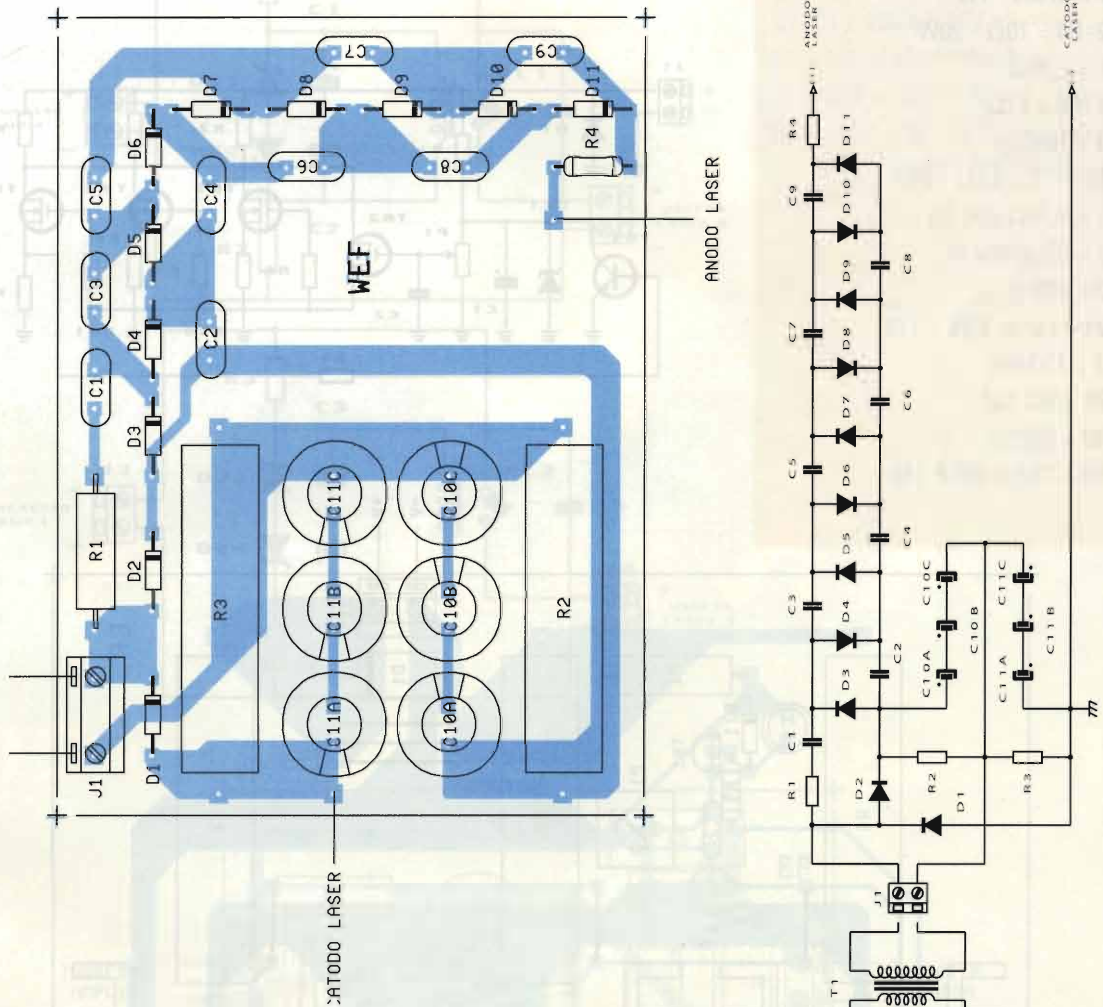 C7
C9
D7
D8
D9
D10
D11
D6
R4
C5
C4
C6
C8
D5
C3
WEF
ANODO LASER
D4
C2
C1
D3
R1
D2
R3
C11C
C10C
C11B
C10B
R2
C11A
C10A
J1
D1
CATODO LASER
ANODO
LASER
CATODO
LASER
R4
D11
C9
D10
D9
C8
C7
D8
D7
C6
C5
D6
D5
C4
C3
D4
C2
D3
C10C
C10B
C10A
C11C
C11B
C11A
C1
R1
D2
R2
R3
D1
J1
T1